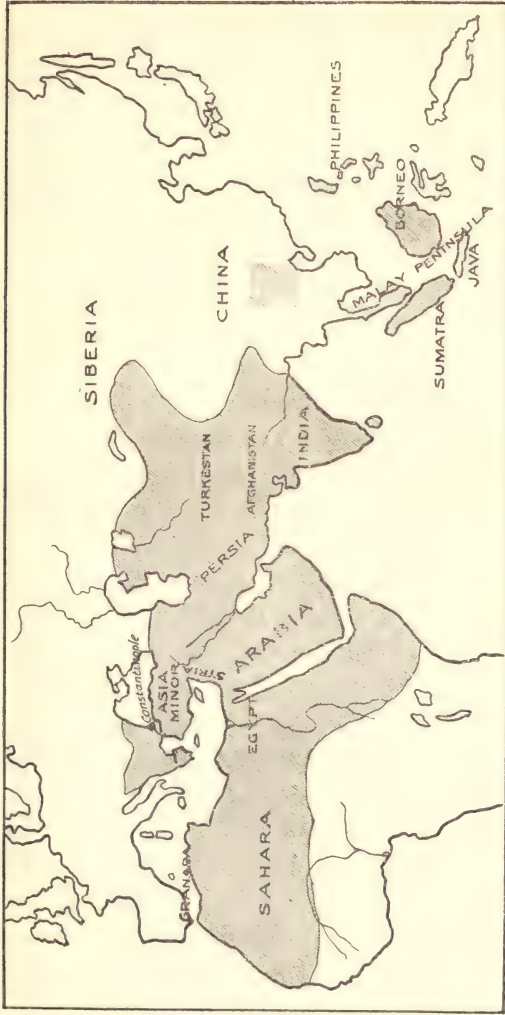 SIBERIA
CHINA
PHILIPPINES
TURKESTAN
Constantinople
ASIA
MINOR
PERSIA
AFGHANISTAN
GRANADA
EGYPT
ARABIA
INDIA
MALAY PENINSULA
BORNEO
SAHARA
SUMATRA
JAVA